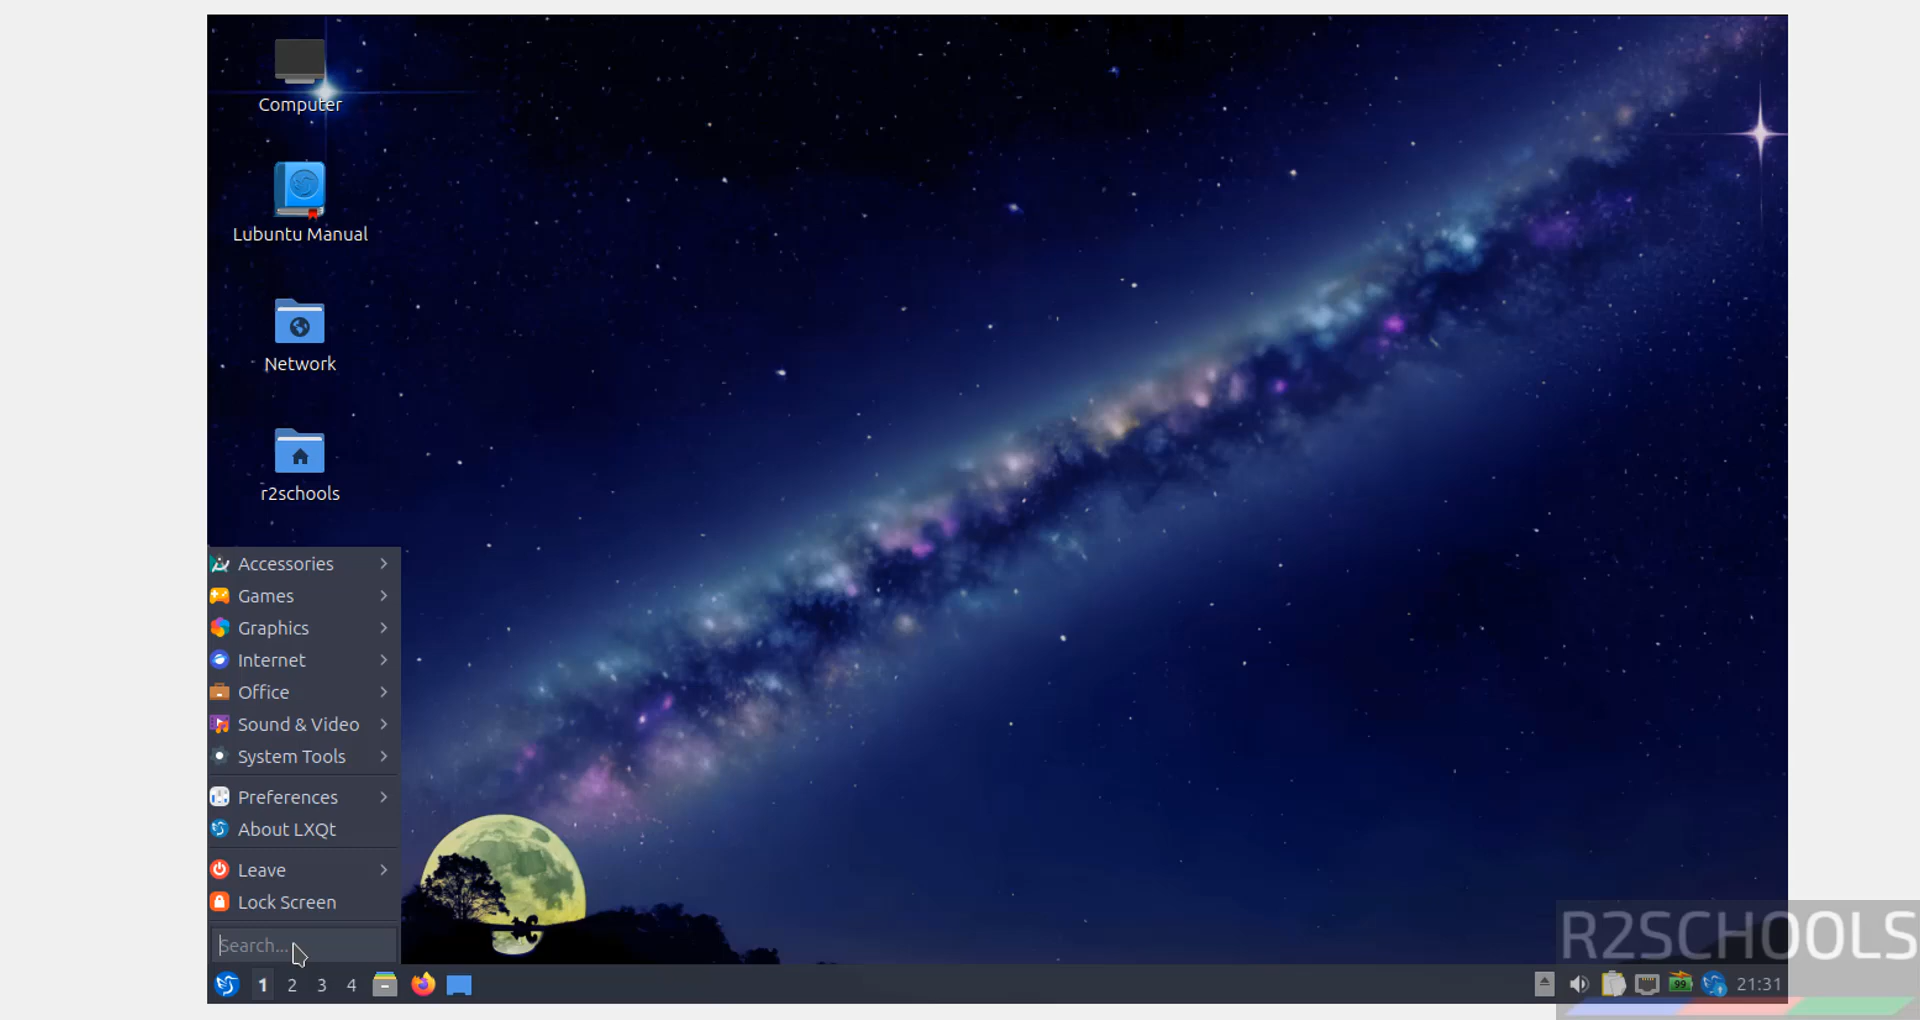 Computer
Lubuntu Manual
Network
r2schools
Accessories
Games
Graphics
Internet
Office
Sound & Video
System Tools
Preferences
About LXQt
Leave
Lock Screen
Search...
1 2 3 4
99
21:31
R2SCHOOLS